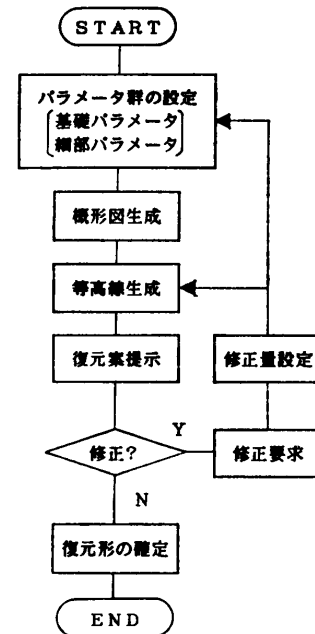 START
パラメータ群の設定
基礎パラメータ
細部パラメータ
概形図生成
等高線生成
復元案提示
修正量設定
修正?
Y
修正要求
N
復元形の確定
END